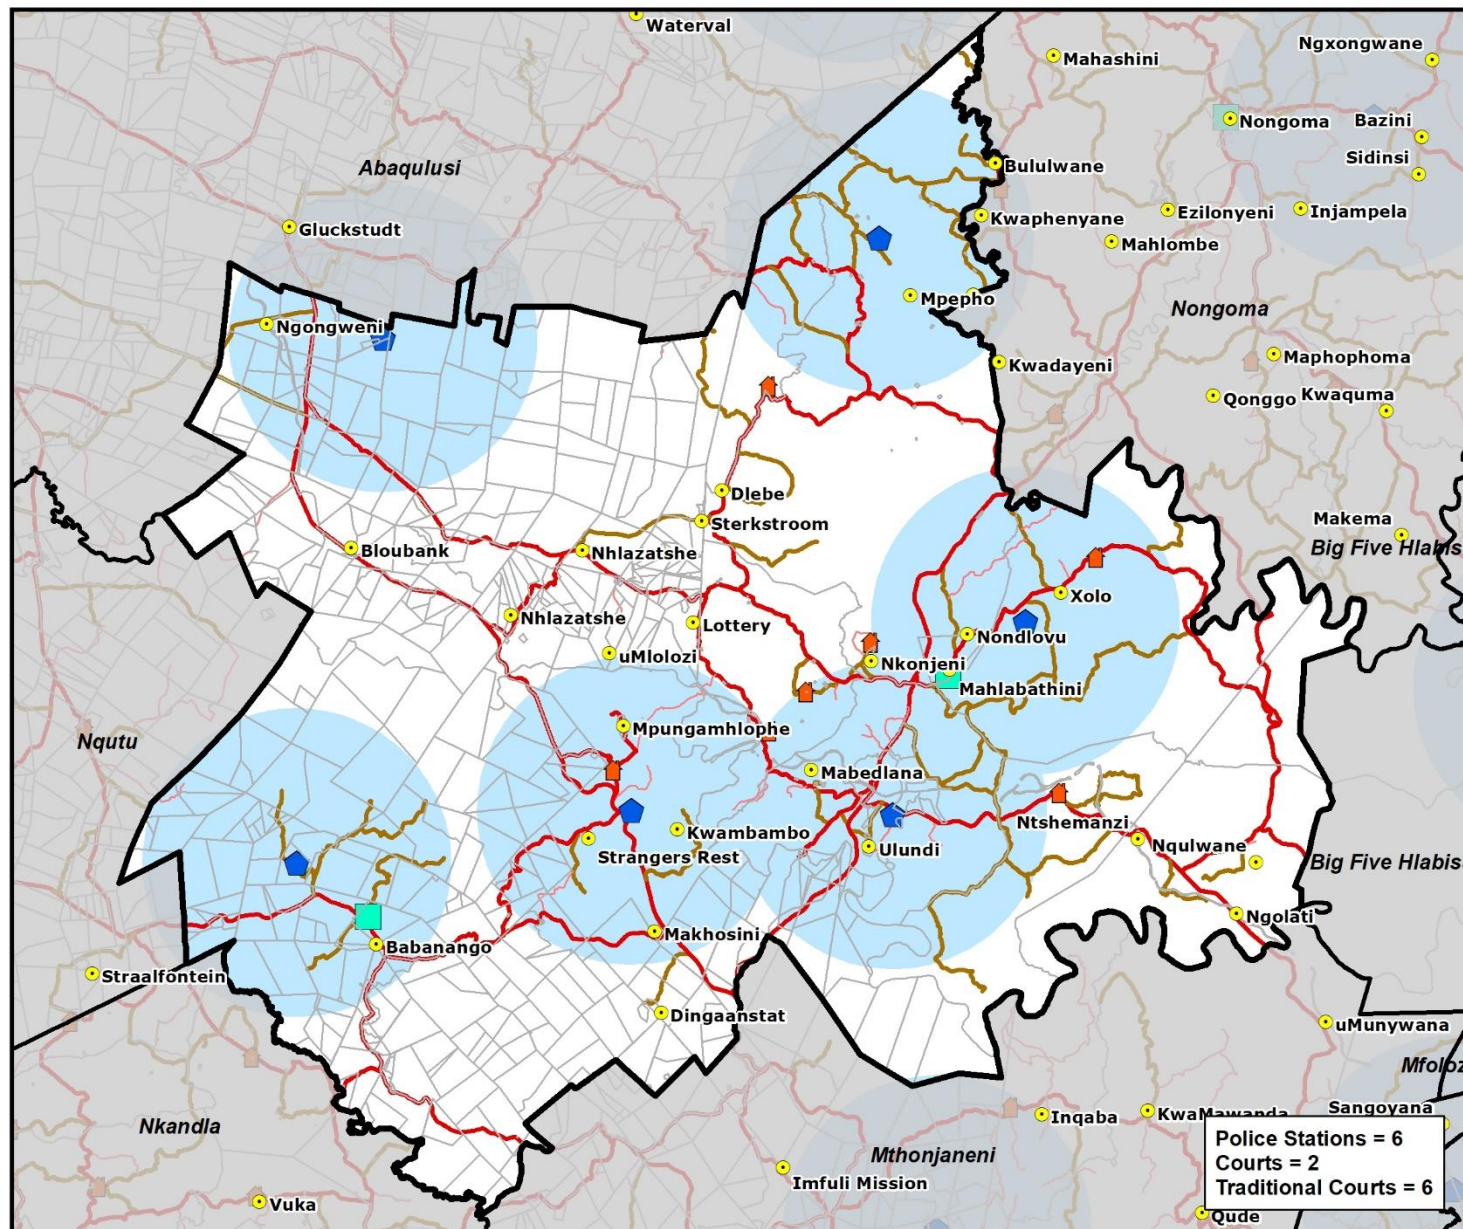 Waterval
Mahashini
Ngxongwane
Nongoma
Bazini
Sidinsi
Abaqulusi
Bululwane
Gluckstudt
Kwaphenyane
Ezilonyeni
Injampela
Mahlombe
Mpepho
Nongoma
Ngongweni
Kwadayeni
Maphophoma
Qonggo
Kwaquma
Dlebe
Sterkstroom
Makema
Big Five Hlabis
Bloubank
Nhlazatshe
Xolo
Nhlazatshe
Lottery
Nondlovu
uMlolozi
Nkonjeni
Mahlabathini
Nqutu
Mpungamhlophe
Mabedlana
Ntshemanzi
Kwambambo
Strangers Rest
Ulundi
Nqulwane
Big Five Hlabis
Ngolati
Makhosini
Babanango
Straalfontein
Dingaanstat
uMunywana
Mfoloz
Nkandla
Inqaba
KwaMawanda
Sangoyana
Mthonjaneni
Imfuli Mission
Vuka
Police Stations = 6
Courts = 2
Traditional Courts = 6
Qude